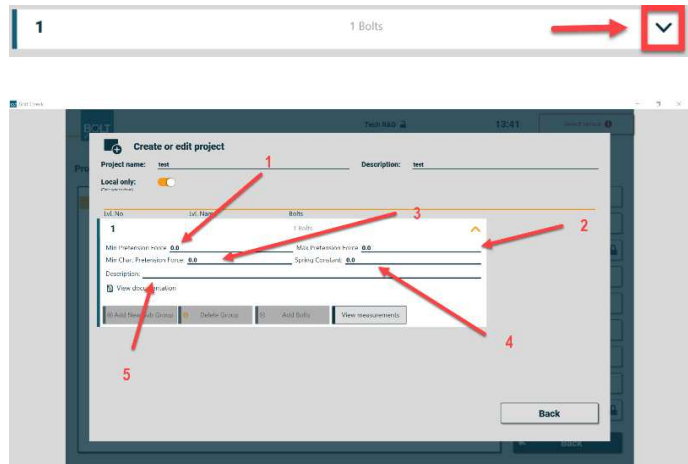 1 1 Bolts
Bolt Check
BOLT Tech R&D 13:41
Create or edit project
Project name: test Description: test
Local only:
Lvl. No Lvl. Name Bolts
1 1 Bolts
Min Pretension Force 0.0 Max Pretension Force 0.0
Min Char. Pretension Force 0.0 Spring Constant 0.0
Description:
View documentation
Add New Sub Group Delete Group Add Bolts View measurements
Back
Back
1
3
2
4
5